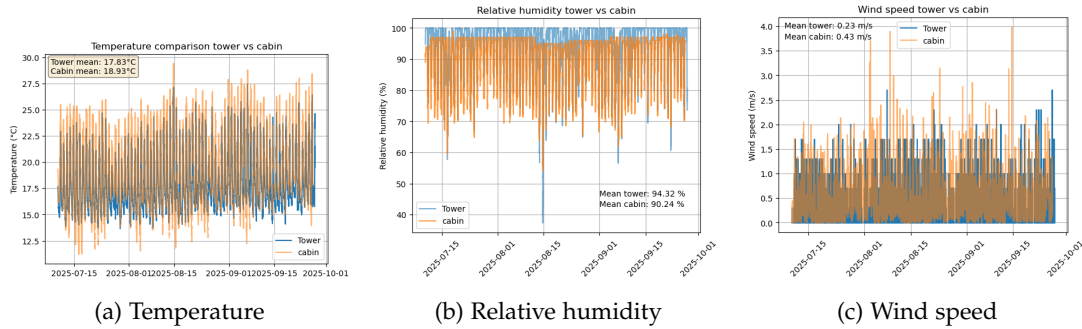 Temperature comparison tower vs cabin
Tower mean: 17.83°C
Cabin mean: 18.93°C
Temperature (°C)
30.0
27.5
25.0
22.5
20.0
17.5
15.0
12.5
Tower
cabin
2025-07-15
2025-08-01
2025-08-15
2025-09-01
2025-09-15
2025-10-01
(a) Temperature
Relative humidity tower vs cabin
Relative humidity (%)
100
90
80
70
60
50
40
Mean tower: 94.32 %
Mean cabin: 90.24 %
Tower
cabin
2025-07-15
2025-08-01
2025-08-15
2025-09-01
2025-09-15
2025-10-01
(b) Relative humidity
Wind speed tower vs cabin
Mean tower: 0.23 m/s
Mean cabin: 0.43 m/s
Tower
cabin
Wind speed (m/s)
4.0
3.5
3.0
2.5
2.0
1.5
1.0
0.5
0.0
2025-07-15
2025-08-01
2025-08-15
2025-09-01
2025-09-15
2025-10-01
(c) Wind speed